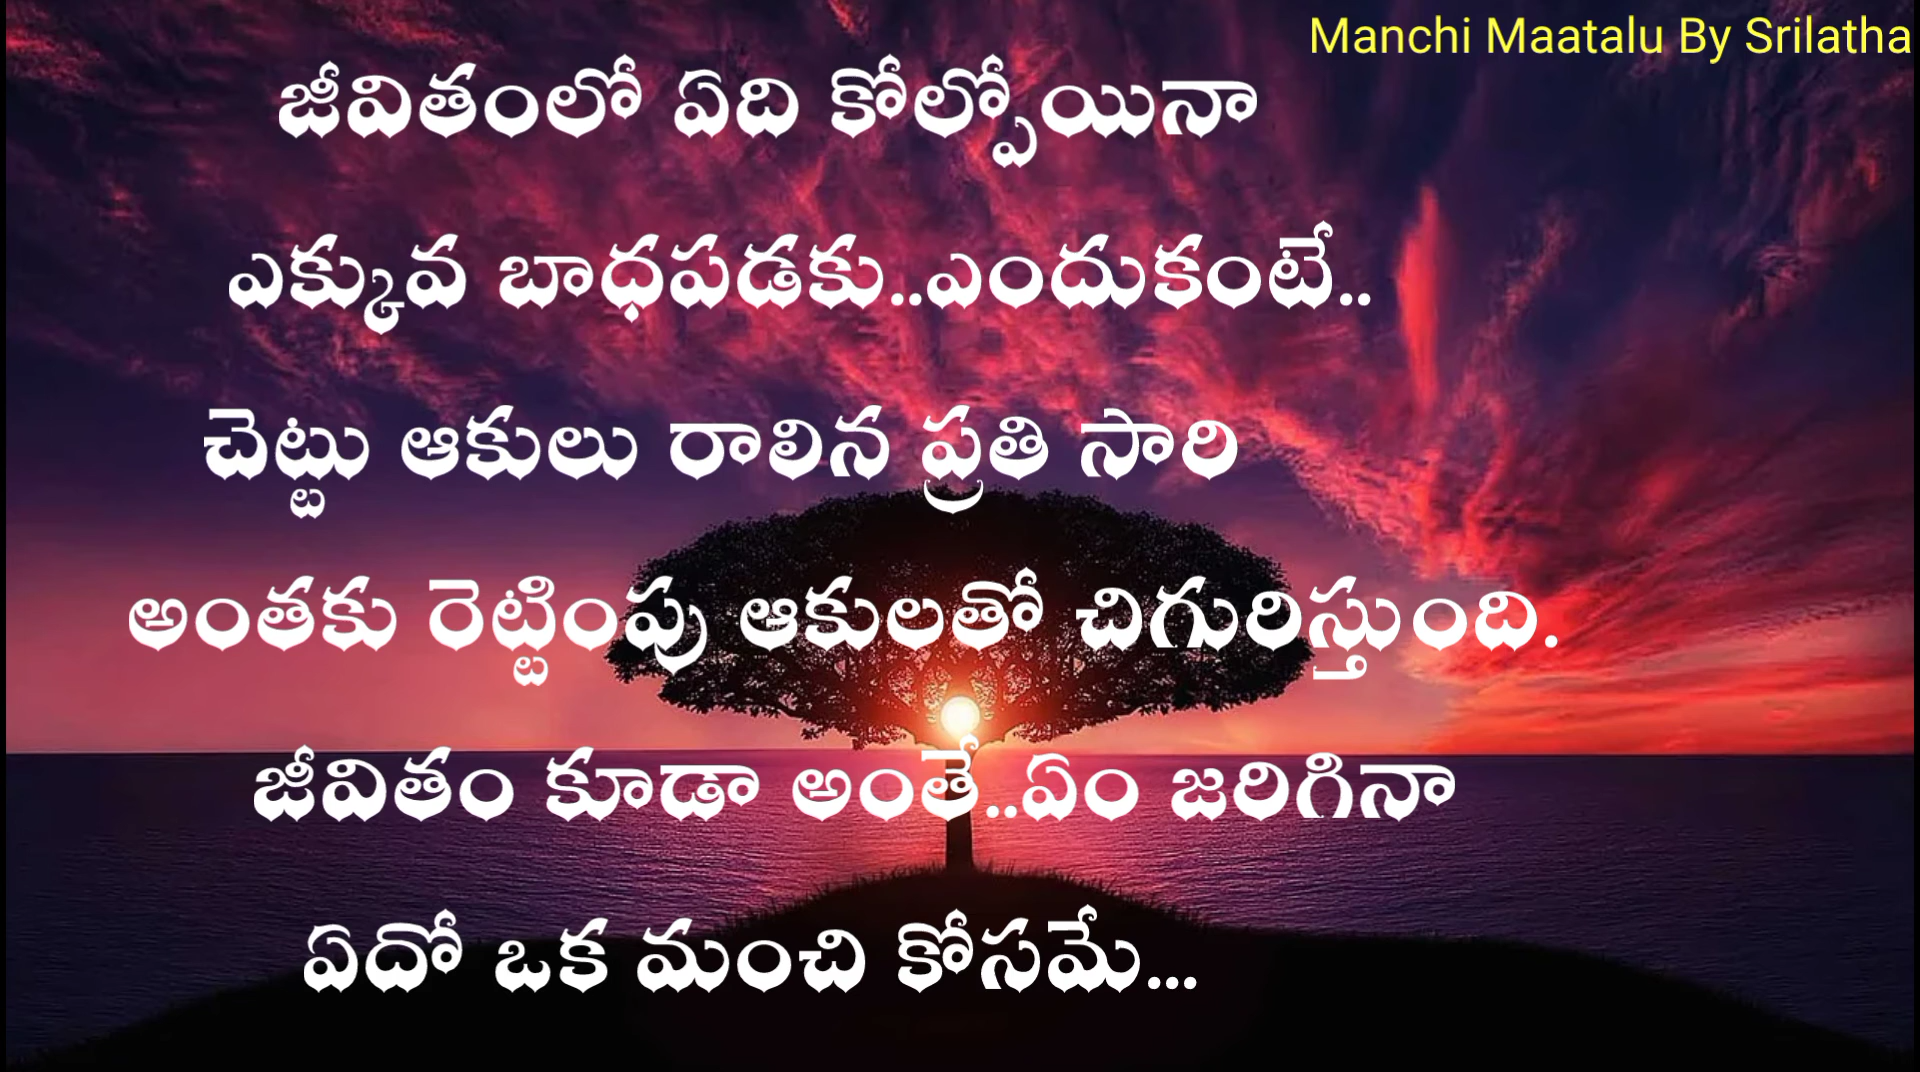 Manchi Maatalu By Srilatha
జీవితంలో ఏది కోల్పోయినా
ఎక్కువ బాధపడకు..ఎందుకంటే..
చెట్టు ఆకులు రాలిన ప్రతి సారి
అంతకు రెట్టింపు ఆకులతో చిగురిస్తుంది.
జీవితం కూడా అంతే..ఏం జరిగినా
ఏదో ఒక మంచి కోసమే...